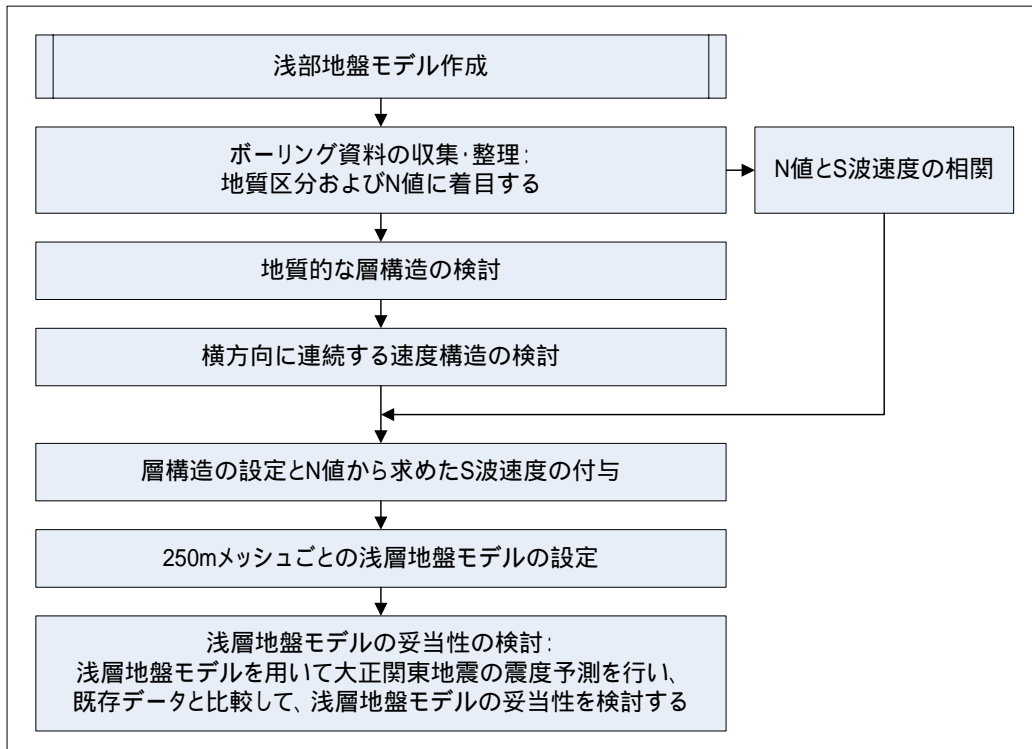 浅部地盤モデル作成
ボーリング資料の収集･整理:
地質区分およびN値に着目する
N値とS波速度の相関
地質的な層構造の検討
横方向に連続する速度構造の検討
層構造の設定とN値から求めたS波速度の付与
250mメッシュごとの浅層地盤モデルの設定
浅層地盤モデルの妥当性の検討:
浅層地盤モデルを用いて大正関東地震の震度予測を行い、
既存データと比較して、浅層地盤モデルの妥当性を検討する